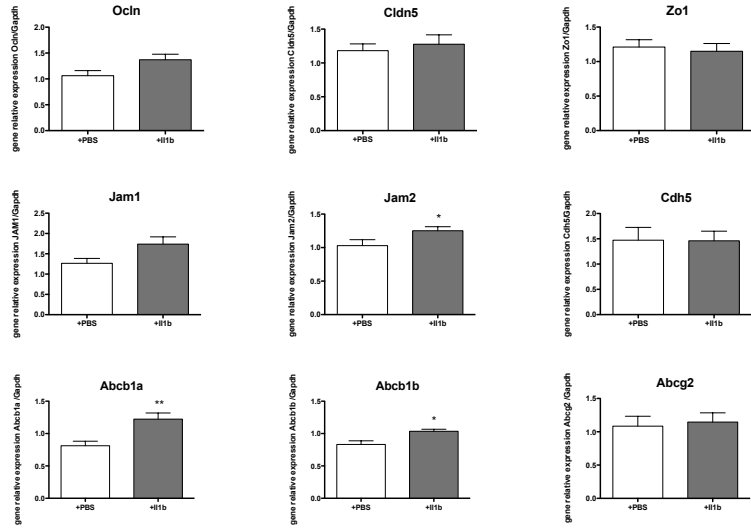 Ocln
gene relative expression Ocln/Gapdh
2.0
1.5
1.0
0.5
0.0
+PBS
+Il1b
Cldn5
gene relative expression Cldn5/Gapdh
1.5
1.0
0.5
0.0
+PBS
+Il1b
Zo1
gene relative expression Zo1/Gapdh
1.5
1.0
0.5
0.0
+PBS
+Il1b
Jam1
gene relative expression JAM1/Gapdh
2.5
2.0
1.5
1.0
0.5
0.0
+PBS
+Il1b
Jam2
gene relative expression Jam2/Gapdh
1.5
1.0
0.5
0.0
*
+PBS
+Il1b
Cdh5
gene relative expression Cdh5/Gapdh
2.0
1.5
1.0
0.5
0.0
+PBS
+Il1b
Abcb1a
gene relative expression Abcb1a /Gapdh
1.5
1.0
0.5
0.0
**
+PBS
+Il1b
Abcb1b
gene relative expression Abcb1b /Gapdh
1.5
1.0
0.5
0.0
*
+PBS
+Il1b
Abcg2
gene relative expression Abcg2 /Gapdh
1.5
1.0
0.5
0.0
+PBS
+Il1b